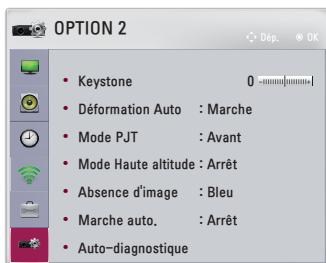 OPTION 2
Dép. OK
Keystone 0
Déformation Auto : Marche
Mode PJT : Avant
Mode Haute altitude : Arrêt
Absence d'image : Bleu
Marche auto. : Arrêt
Auto-diagnostique